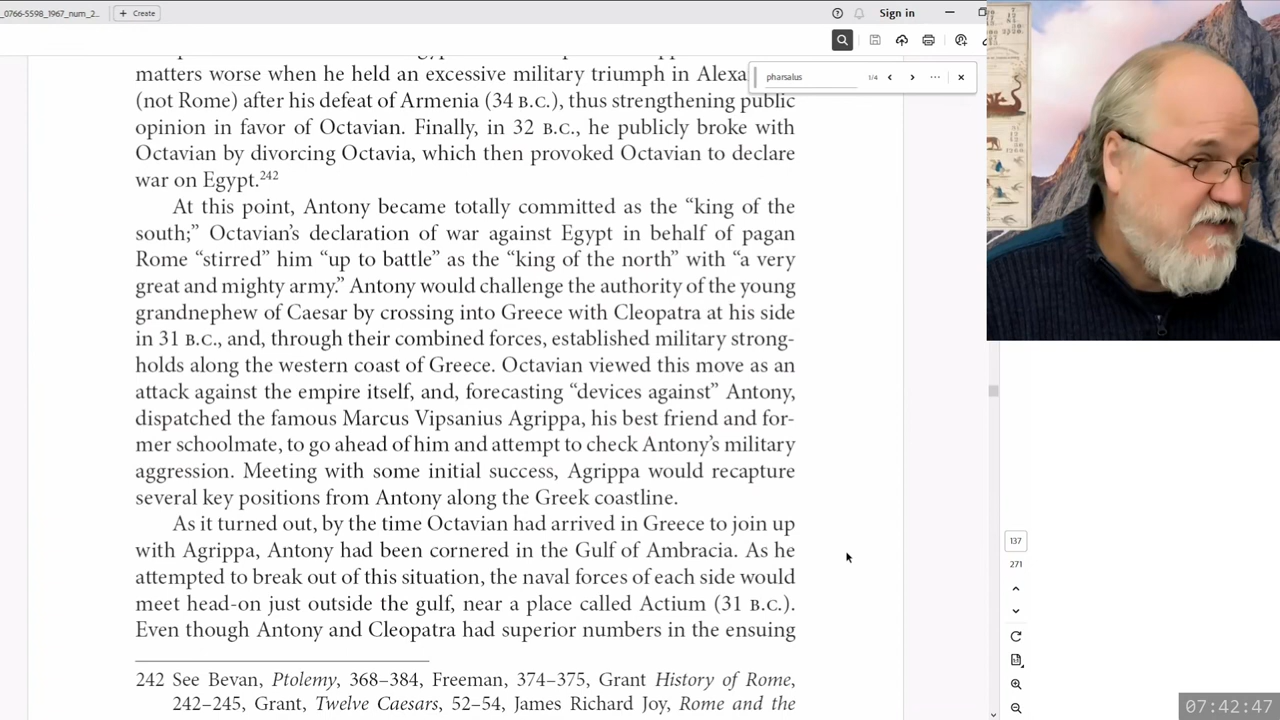 _0766-5598_1967_num_2...
+ Create
Sign in
pharsalus
1/4
matters worse when he held an excessive military triumph in Alexa
(not Rome) after his defeat of Armenia (34 B.C.), thus strengthening public
opinion in favor of Octavian. Finally, in 32 B.C., he publicly broke with
Octavian by divorcing Octavia, which then provoked Octavian to declare
war on Egypt.242
At this point, Antony became totally committed as the “king of the
south;” Octavian’s declaration of war against Egypt in behalf of pagan
Rome “stirred” him “up to battle” as the “king of the north” with “a very
great and mighty army.” Antony would challenge the authority of the young
grandnephew of Caesar by crossing into Greece with Cleopatra at his side
in 31 B.C., and, through their combined forces, established military strong-
holds along the western coast of Greece. Octavian viewed this move as an
attack against the empire itself, and, forecasting “devices against” Antony,
dispatched the famous Marcus Vipsanius Agrippa, his best friend and for-
mer schoolmate, to go ahead of him and attempt to check Antony’s military
aggression. Meeting with some initial success, Agrippa would recapture
several key positions from Antony along the Greek coastline.
As it turned out, by the time Octavian had arrived in Greece to join up
with Agrippa, Antony had been cornered in the Gulf of Ambracia. As he
attempted to break out of this situation, the naval forces of each side would
meet head-on just outside the gulf, near a place called Actium (31 B.C.).
Even though Antony and Cleopatra had superior numbers in the ensuing
242 See Bevan, Ptolemy, 368–384, Freeman, 374–375, Grant History of Rome,
242–245, Grant, Twelve Caesars, 52–54, James Richard Joy, Rome and the
137
271
07:42:47